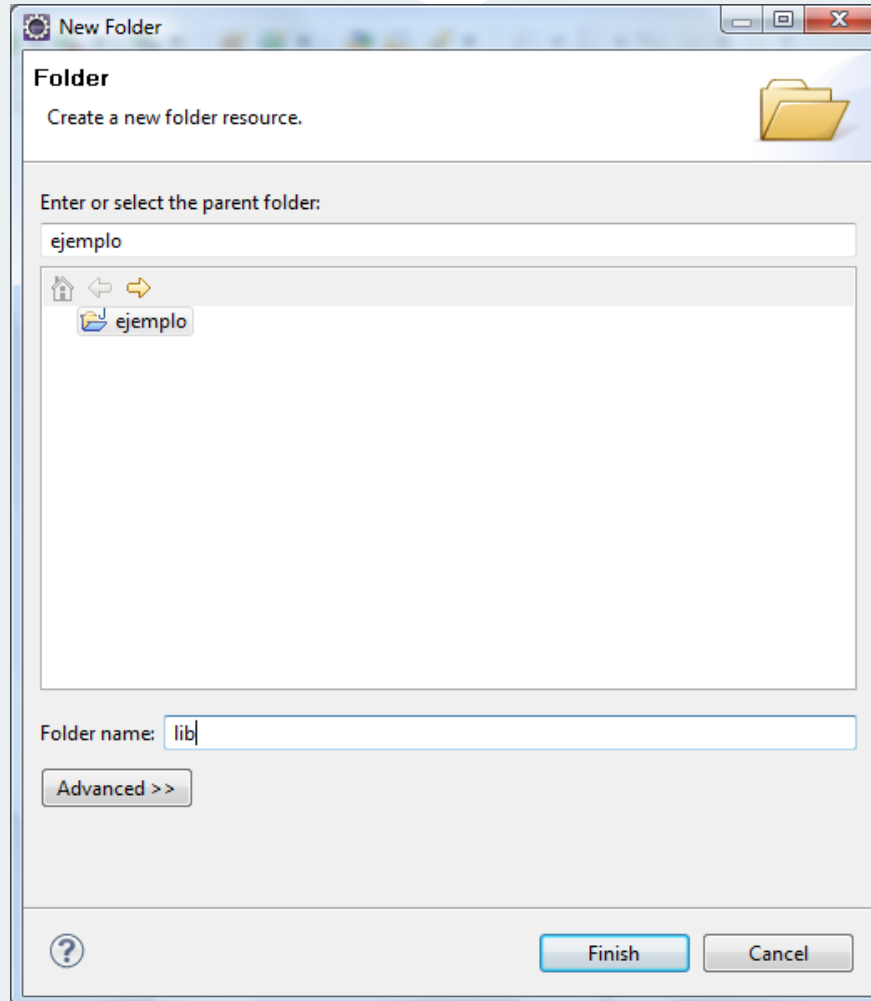 New Folder
Folder
Create a new folder resource.
Enter or select the parent folder:
ejemplo
ejemplo
Folder name: lib
Advanced >>
Finish Cancel